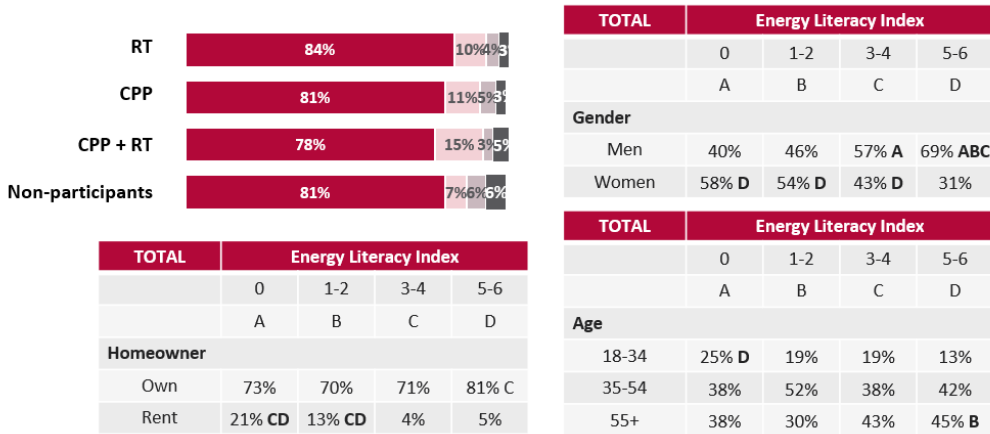 RT 84% 10% 4% 3%
CPP 81% 11% 5% 3%
CPP + RT 78% 15% 3% 5%
Non-participants 81% 7% 6% 6%
TOTAL Energy Literacy Index
0 1-2 3-4 5-6
A B C D
Gender
Men 40% 46% 57% A 69% ABC
Women 58% D 54% D 43% D 31%
TOTAL Energy Literacy Index
0 1-2 3-4 5-6
A B C D
Homeowner
Own 73% 70% 71% 81% C
Rent 21% CD 13% CD 4% 5%
TOTAL Energy Literacy Index
0 1-2 3-4 5-6
A B C D
Age
18-34 25% D 19% 19% 13%
35-54 38% 52% 38% 42%
55+ 38% 30% 43% 45% B